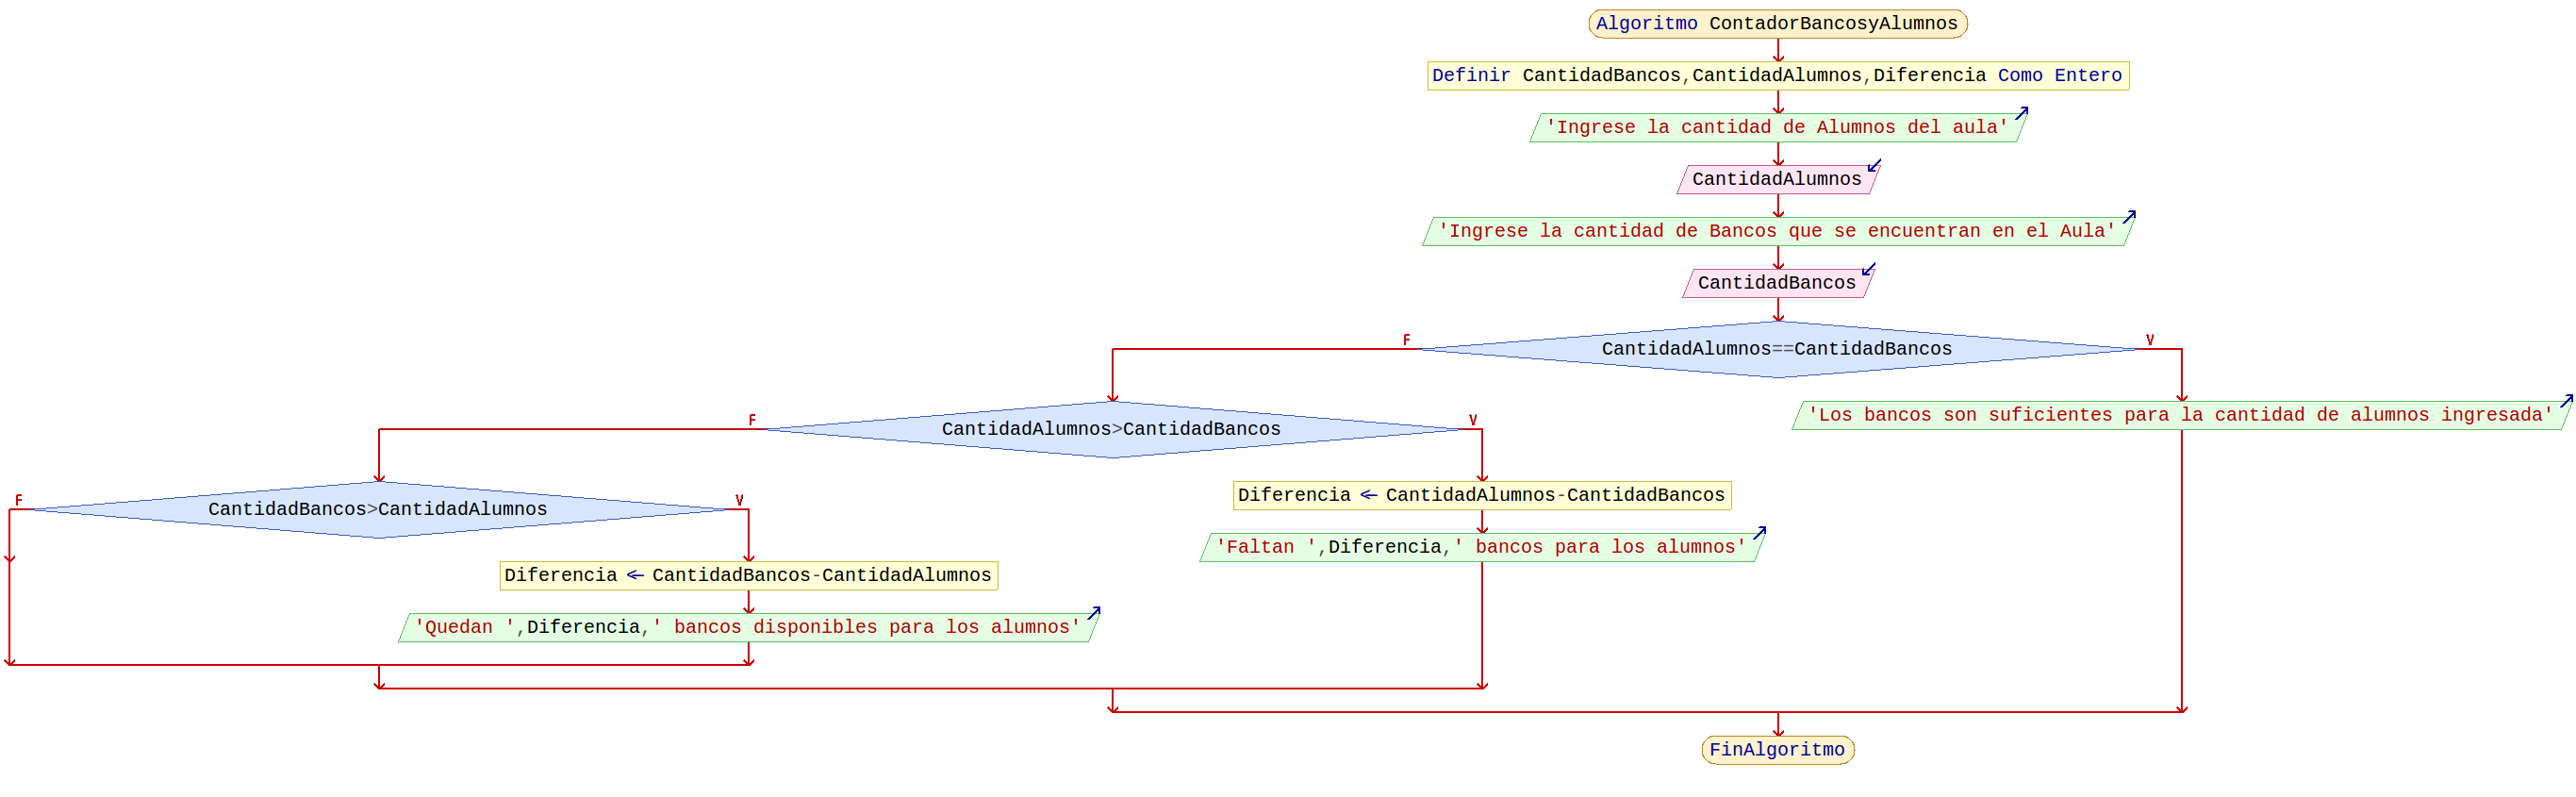 Algoritmo ContadorBancosyAlumnos
Definir CantidadBancos,CantidadAlumnos,Diferencia Como Entero
'Ingrese la cantidad de Alumnos del aula'
CantidadAlumnos
'Ingrese la cantidad de Bancos que se encuentran en el Aula'
CantidadBancos
F
CantidadAlumnos==CantidadBancos
V
F
CantidadAlumnos>CantidadBancos
V
'Los bancos son suficientes para la cantidad de alumnos ingresada'
F
CantidadBancos>CantidadAlumnos
V
Diferencia <- CantidadAlumnos-CantidadBancos
'Faltan ',Diferencia,' bancos para los alumnos'
Diferencia <- CantidadBancos-CantidadAlumnos
'Quedan ',Diferencia,' bancos disponibles para los alumnos'
FinAlgoritmo